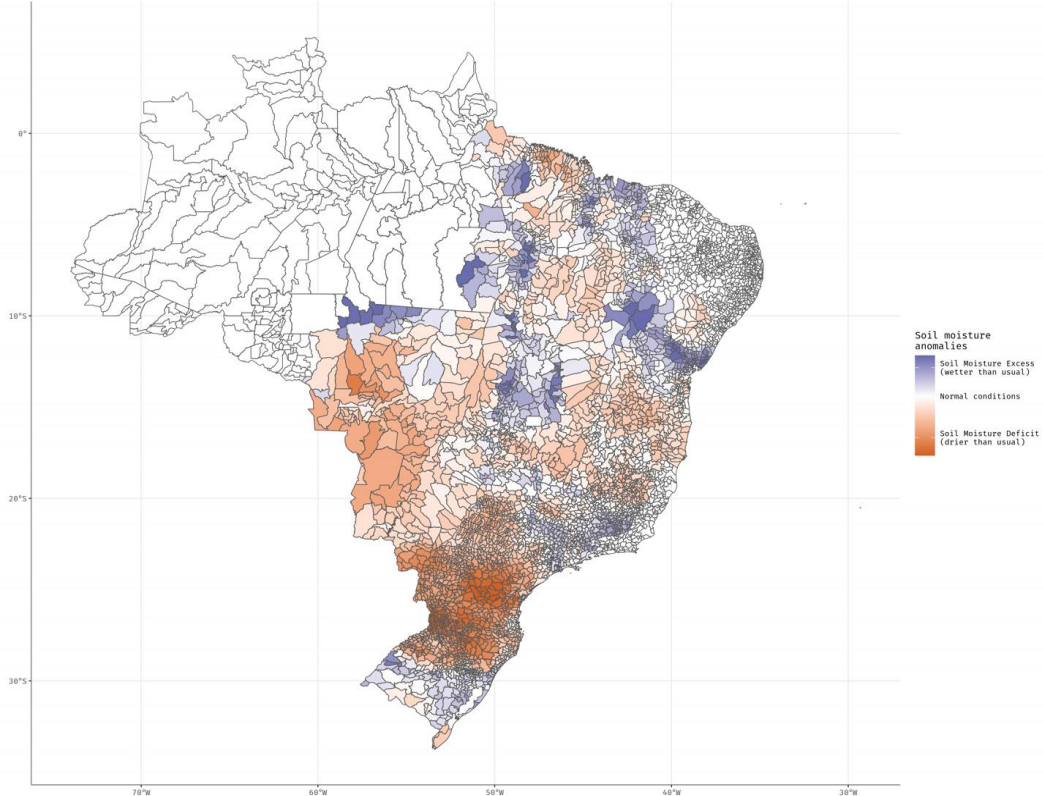 0°
10°S
20°S
30°S
70°W
60°W
50°W
40°W
30°W
Soil moisture
anomalies
Soil Moisture Excess
(wetter than usual)
Normal conditions
Soil Moisture Deficit
(drier than usual)